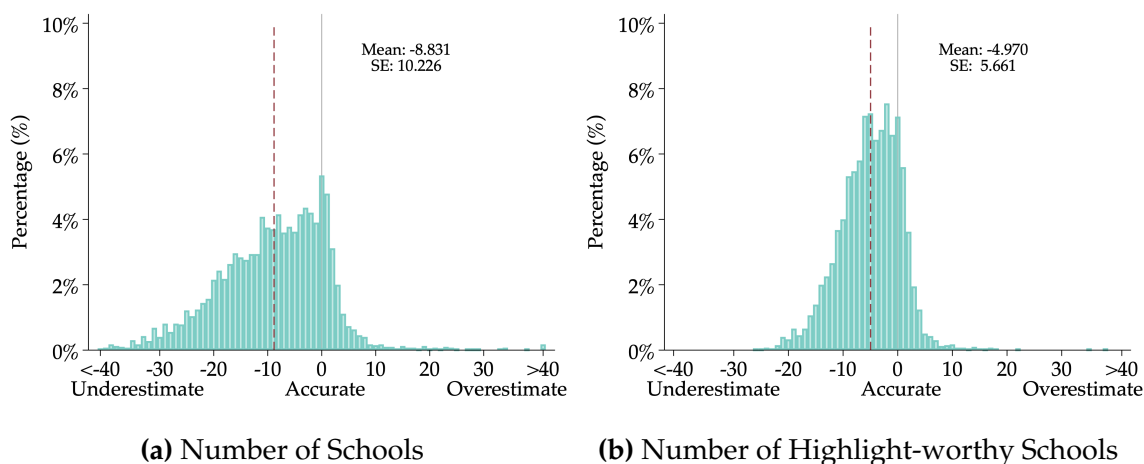 10%
8%
6%
4%
2%
0%
Percentage (%)
Mean: -8.831
SE: 10.226
<-40 -30 -20 -10 0 10 20 30 >40
Underestimate Accurate Overestimate
(a) Number of Schools
10%
8%
6%
4%
2%
0%
Percentage (%)
Mean: -4.970
SE: 5.661
<-40 -30 -20 -10 0 10 20 30 >40
Underestimate Accurate Overestimate
(b) Number of Highlight-worthy Schools